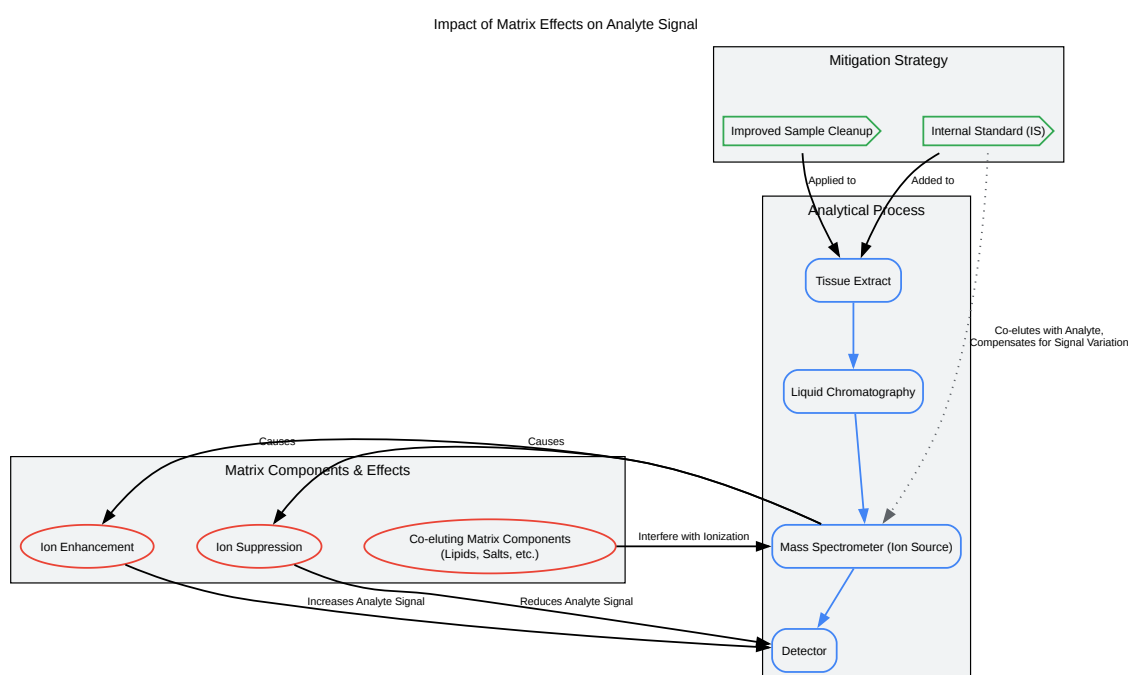 Impact of Matrix Effects on Analyte Signal
Mitigation Strategy
Improved Sample Cleanup
Internal Standard (IS)
Applied to
Added to
Analytical Process
Tissue Extract
Co-elutes with Analyte,
Compensates for Signal Variation
Liquid Chromatography
Causes
Causes
Matrix Components & Effects
Ion Enhancement
Ion Suppression
Co-eluting Matrix Components
(Lipids, Salts, etc.)
Interfere with Ionization
Mass Spectrometer (Ion Source)
Increases Analyte Signal
Reduces Analyte Signal
Detector